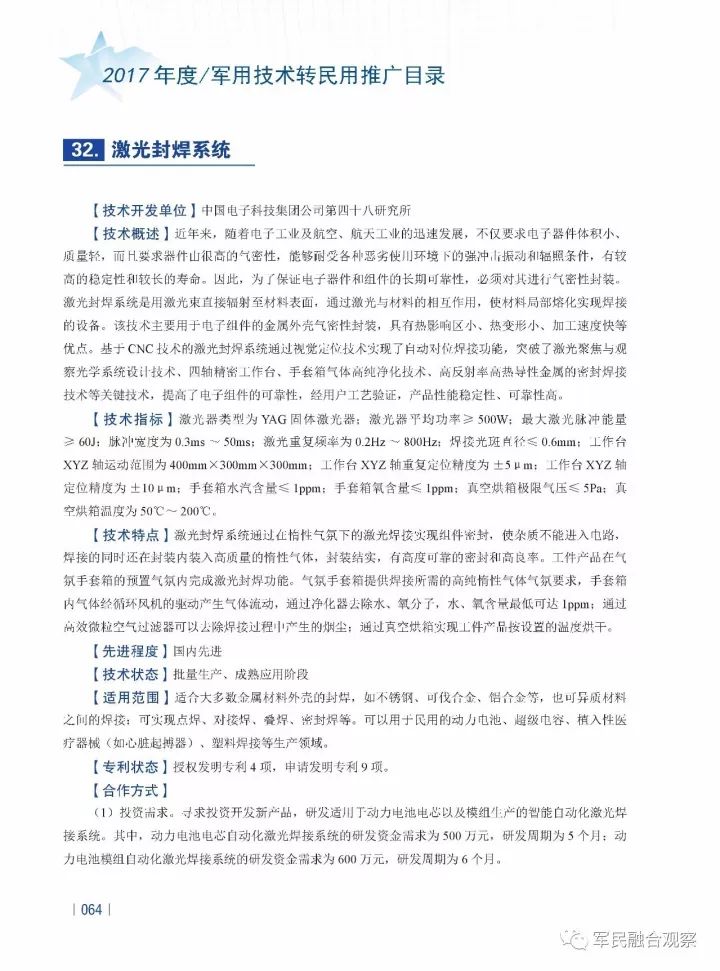 2017 年度/军用技术转民用推广目录
32. 激光封焊系统
【技术开发单位】中国电子科技集团公司第四十八研究所
【技术概述】近年来，随着电子工业及航空、航天工业的迅速发展，不仅要求电子器件体积小、
质量轻，而且要求器件由很高的气密性，能够耐受各种恶劣使用环境下的强冲击振动和辐照条件，有较
高的稳定性和较长的寿命。因此，为了保证电子器件和组件的长期可靠性，必须对其进行气密性封装。
激光封焊系统是用激光束直接辐射至材料表面，通过激光与材料的相互作用，使材料局部熔化实现焊接
的设备。该技术主要用于电子组件的金属外壳气密性封装，具有热影响区小、热变形小、加工速度快等
优点。基于 CNC 技术的激光封焊系统通过视觉定位技术实现了自动对位焊接功能，突破了激光聚焦与观
察光学系统设计技术、四轴精密工作台、手套箱气体高纯净化技术、高反射率高热导性金属的密封焊接
技术等关键技术，提高了电子组件的可靠性，经用户工艺验证，产品性能稳定性、可靠性高。
【技术指标】激光器类型为 YAG 固体激光器；激光器平均功率≥ 500W；最大激光脉冲能量
≥ 60J；脉冲宽度为 0.3ms ～ 50ms；激光重复频率为 0.2Hz ～ 800Hz；焊接光斑直径≤ 0.6mm；工作台
XYZ 轴运动范围为 400mm×300mm×300mm；工作台 XYZ 轴重复定位精度为 ±5μm；工作台 XYZ 轴
定位精度为 ±10μm；手套箱水汽含量≤ 1ppm；手套箱氧含量≤ 1ppm；真空烘箱极限气压≤ 5Pa；真
空烘箱温度为 50℃～ 200℃。
【技术特点】激光封焊系统通过在惰性气氛下的激光焊接实现组件密封，使杂质不能进入电路，
焊接的同时还在封装内装入高质量的惰性气体，封装结实，有高度可靠的密封和高良率。工件产品在气
氛手套箱的预置气氛内完成激光封焊功能。气氛手套箱提供焊接所需的高纯惰性气体气氛要求，手套箱
内气体经循环风机的驱动产生气体流动，通过净化器去除水、氧分子，水、氧含量最低可达 1ppm；通过
高效微粒空气过滤器可以去除焊接过程中产生的烟尘；通过真空烘箱实现工件产品按设置的温度烘干。
【先进程度】国内先进
【技术状态】批量生产、成熟应用阶段
【适用范围】适合大多数金属材料外壳的封焊，如不锈钢、可伐合金、铝合金等，也可异质材料
之间的焊接；可实现点焊、对接焊、叠焊、密封焊等。可以用于民用的动力电池、超级电容、植入性医
疗器械（如心脏起搏器）、塑料焊接等生产领域。
【专利状态】授权发明专利 4 项，申请发明专利 9 项。
【合作方式】
（1）投资需求。寻求投资开发新产品，研发适用于动力电池电芯以及模组生产的智能自动化激光焊
接系统。其中，动力电池电芯自动化激光焊接系统的研发资金需求为 500 万元，研发周期为 5 个月；动
力电池模组自动化激光焊接系统的研发资金需求为 600 万元，研发周期为 6 个月。
| 064 |
军民融合观察